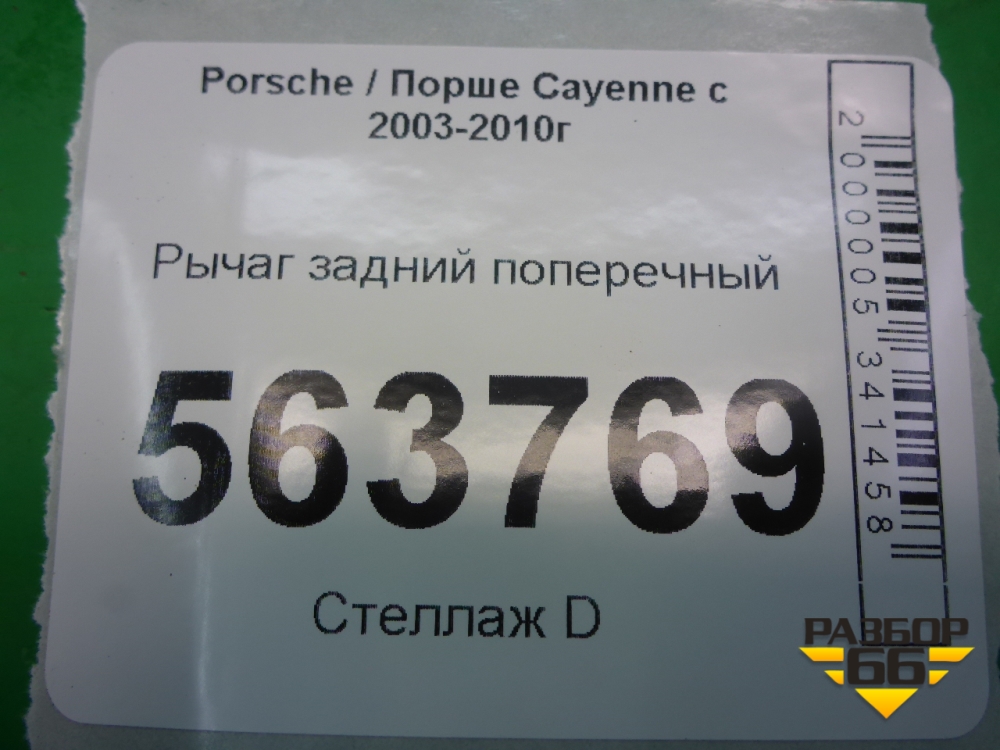 Porsche / Порше Cayenne с
2003-2010г
Рычаг задний поперечный
563769
Стеллаж D
2000005341458
РАЗБОР
66